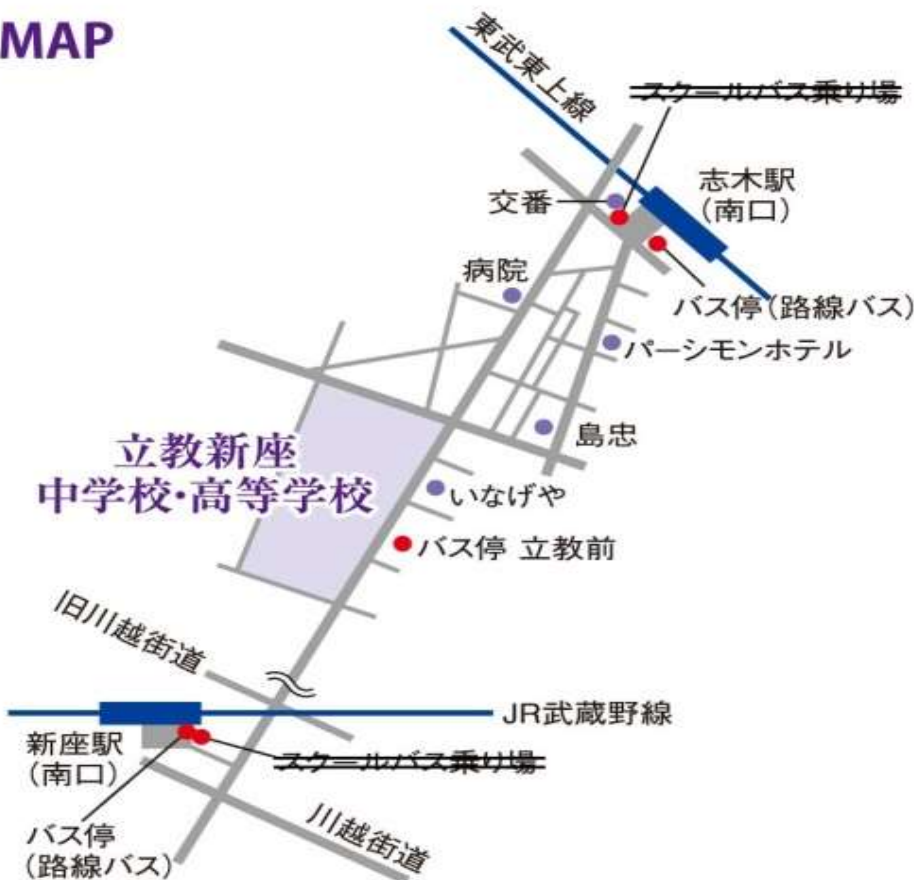 MAP
東武東上線
スクールバス乗り場
志木駅
（南口）
交番
病院
バス停（路線バス）
パーシモンホテル
島忠
立教新座
中学校・高等学校
いなげや
バス停 立教前
旧川越街道
JR武蔵野線
新座駅
（南口）
スクールバス乗り場
バス停
（路線バス）
川越街道